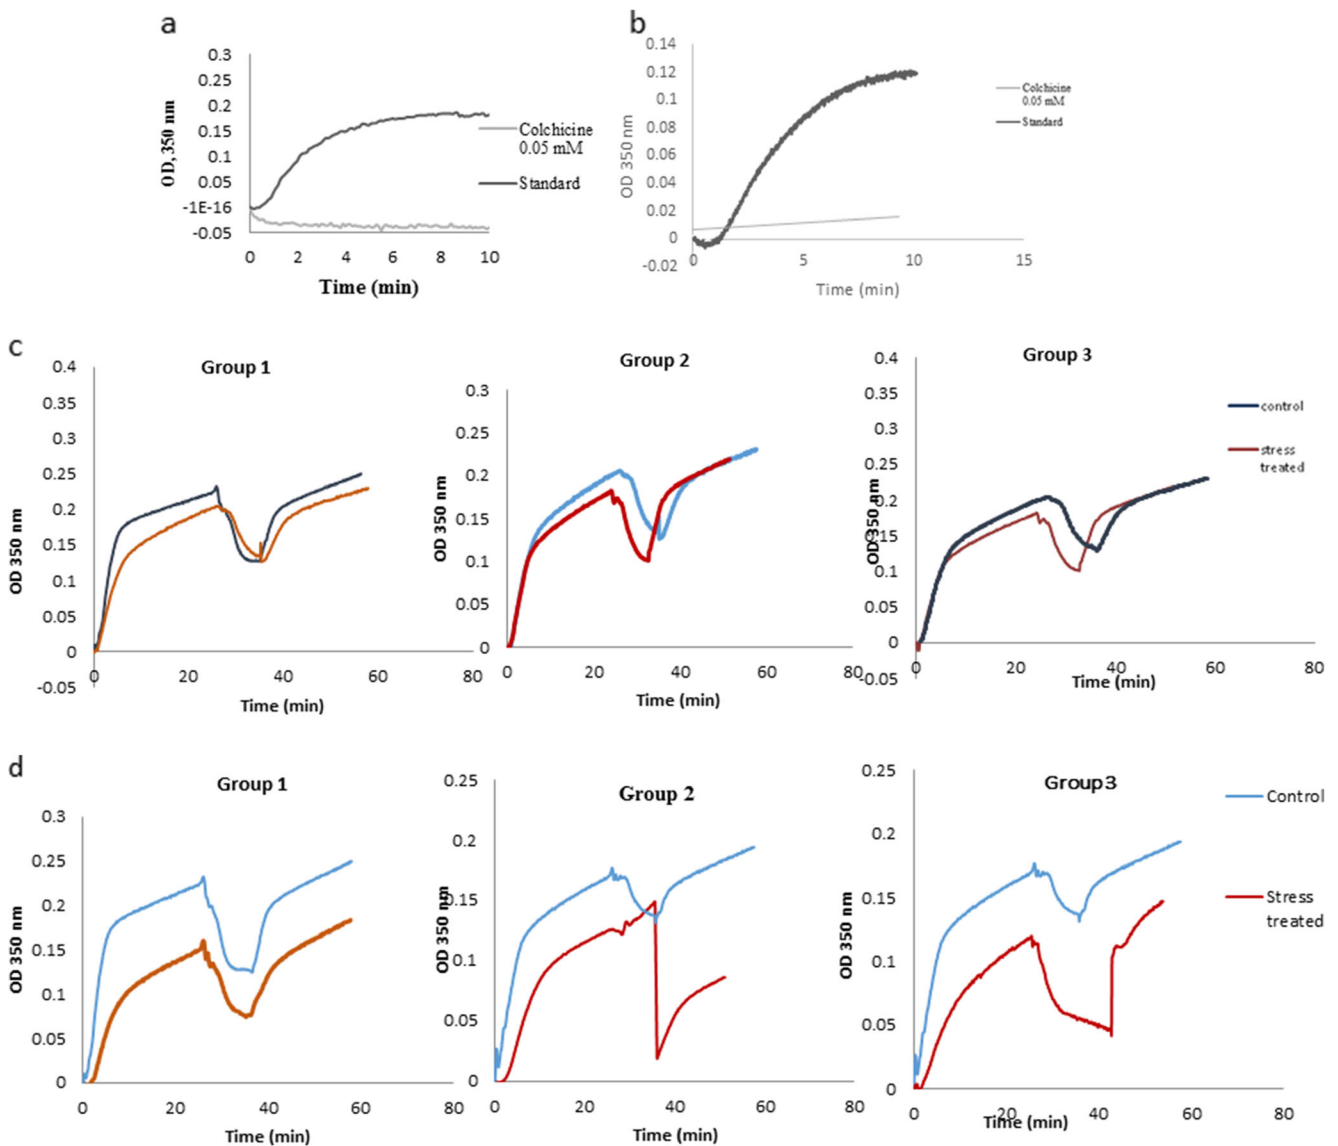 a
0.3
0.25
0.2
0.15
0.1
0.05
-1E-16
-0.05
OD, 350 nm
0
2
4
6
8
10
Time (min)
Colchicine
0.05 mM
Standard
b
0.14
0.12
0.1
0.08
0.06
0.04
0.02
0
-0.02
OD 350 nm
0
5
10
15
Time (min)
Colchicine
0.05 mM
Standard
c
Group 1
0.4
0.35
0.3
0.25
0.2
0.15
0.1
0.05
0
-0.05
OD 350 nm
0
20
40
60
80
Time (min)
Group 2
0.3
0.25
0.2
0.15
0.1
0.05
0
OD 350 nm
0
20
40
60
80
Time (min)
Group 3
0.4
0.35
0.3
0.25
0.2
0.15
0.1
0.05
0
-0.05
OD 350 nm
0
20
40
60
80
Time (min)
control
stress
treated
d
Group 1
0.3
0.25
0.2
0.15
0.1
0.05
0
OD 350 nm
0
20
40
60
80
Time (min)
Group 2
0.25
0.2
0.15
0.1
0.05
0
OD 350 nm
0
20
40
60
80
Time (min)
Group3
0.25
0.2
0.15
0.1
0.05
0
OD 350 nm
0
20
40
60
80
Time (min)
Control
Stress
treated